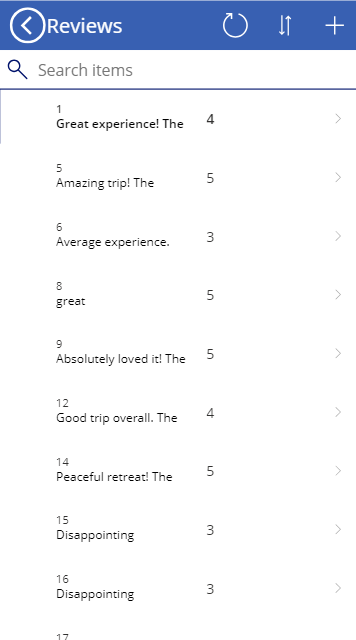 Reviews
Search items
1
Great experience! The 4
5
Amazing trip! The 5
6
Average experience. 3
8
great 5
9
Absolutely loved it! The 5
12
Good trip overall. The 4
14
Peaceful retreat! The 5
15
Disappointing 3
16
Disappointing 3
17